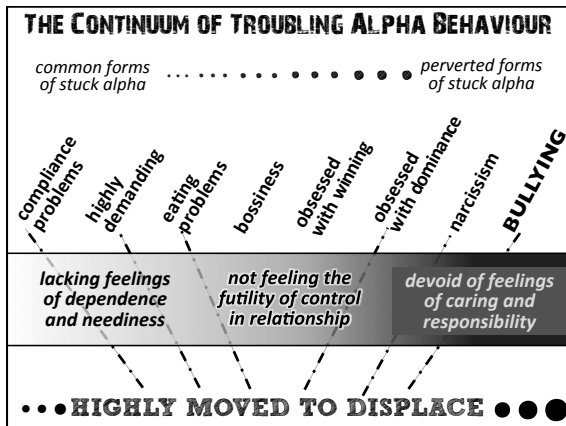 THE CONTINUUM OF TROUBLING ALPHA BEHAVIOUR
common forms
of stuck alpha
perverted forms
of stuck alpha
compliance
problems
highly
demanding
eating
problems
bossiness
obsessed
with winning
obsessed
with dominance
narcissism
BULLYING
lacking feelings
of dependence
and neediness
not feeling the
futility of control
in relationship
devoid of feelings
of caring and
responsibility
HIGHLY MOVED TO DISPLACE